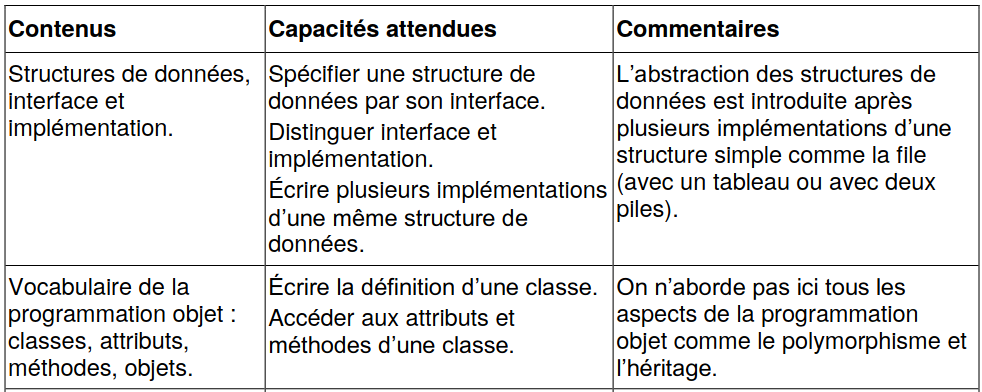 Contenus
Capacités attendues
Commentaires
Structures de données,
interface et
implémentation.
Spécifier une structure de
données par son interface.
Distinguer interface et
implémentation.
Écrire plusieurs implémentations
d’une même structure de
données.
L’abstraction des structures de
données est introduite après
plusieurs implémentations d’une
structure simple comme la file
(avec un tableau ou avec deux
piles).
Vocabulaire de la
programmation objet :
classes, attributs,
méthodes, objets.
Écrire la définition d’une classe.
Accéder aux attributs et
méthodes d’une classe.
On n’aborde pas ici tous les
aspects de la programmation
objet comme le polymorphisme et
l’héritage.